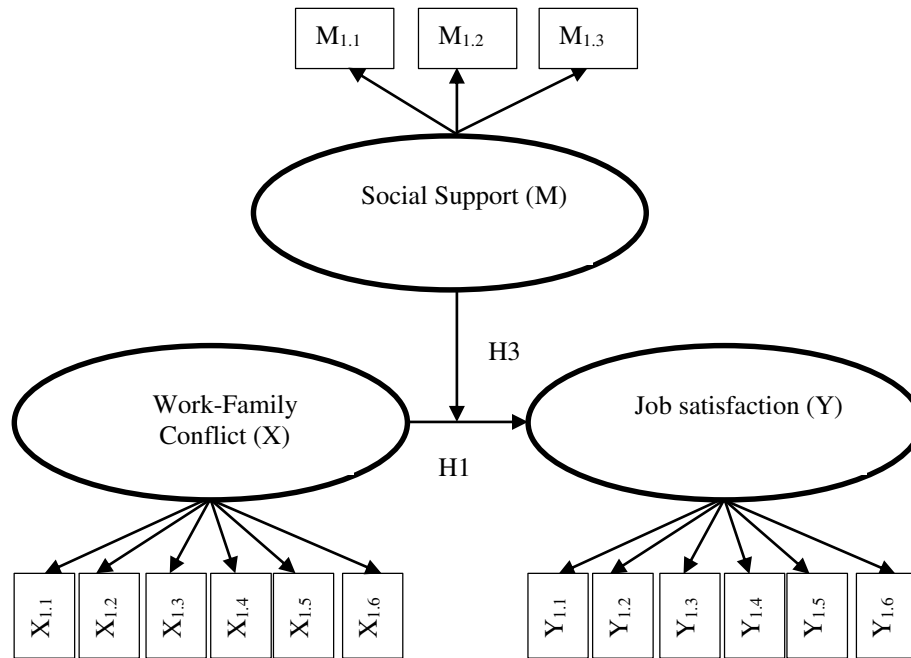 M1.1 M1.2 M1.3
Social Support (M)
H3
Work-Family
Conflict (X)
Job satisfaction (Y)
H1
X1.1 X1.2 X1.3 X1.4 X1.5 X1.6
Y1.1 Y1.2 Y1.3 Y1.4 Y1.5 Y1.6